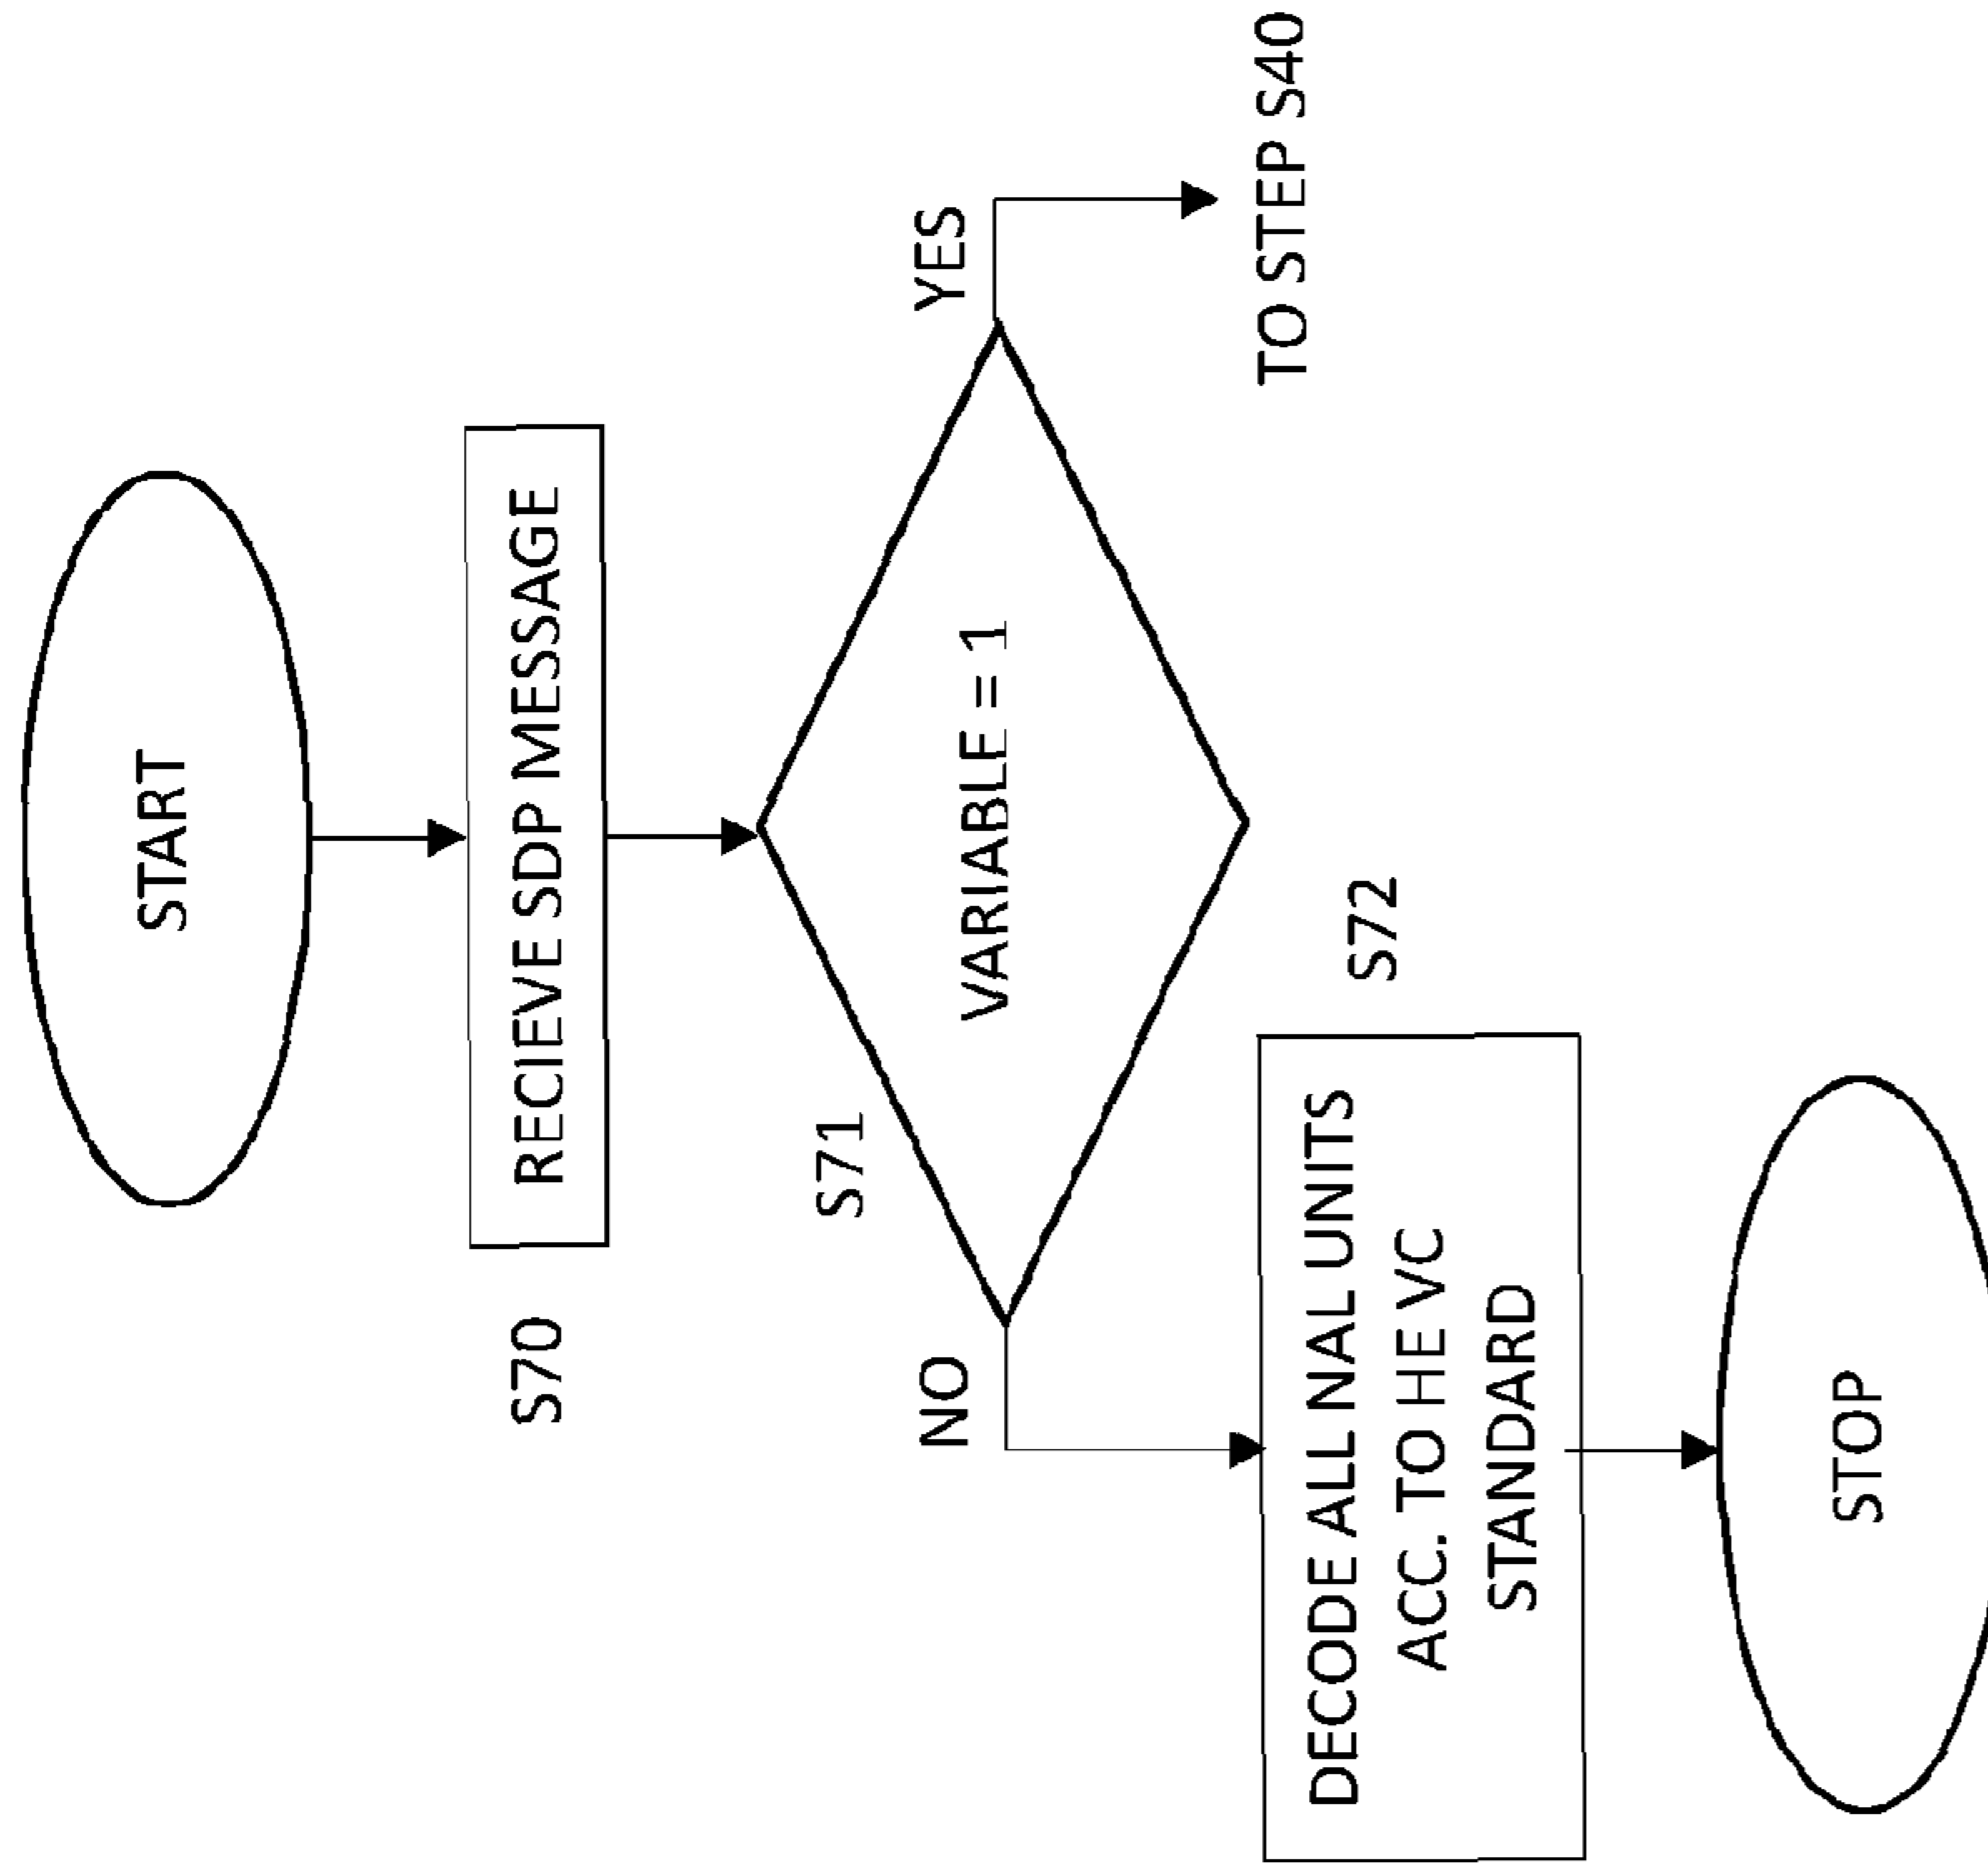 START
S70
RECIEVE SDP MESSAGE
S71
VARIABLE = 1
NO
YES
TO STEP S40
S72
DECODE ALL NAL UNITS
ACC. TO HE VC
STANDARD
STOP